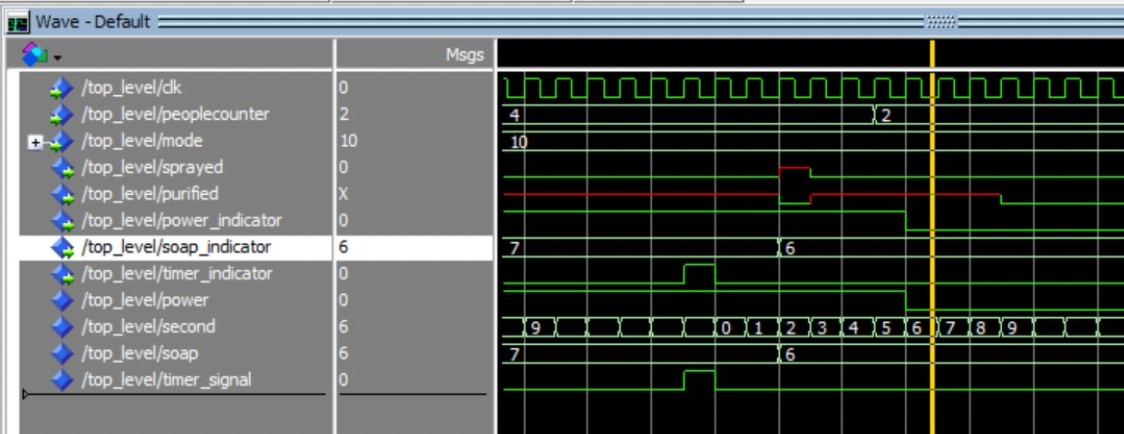 Wave - Default
Msgs
/top_level/clk 0
/top_level/peoplecounter 2 4 2
/top_level/mode 10 10
/top_level/sprayed 0
/top_level/purified X
/top_level/power_indicator 0
/top_level/soap_indicator 6 7 6
/top_level/timer_indicator 0
/top_level/power 0
/top_level/second 6 9 0 1 2 3 4 5 6 7 8 9
/top_level/soap 6 7 6
/top_level/timer_signal 0